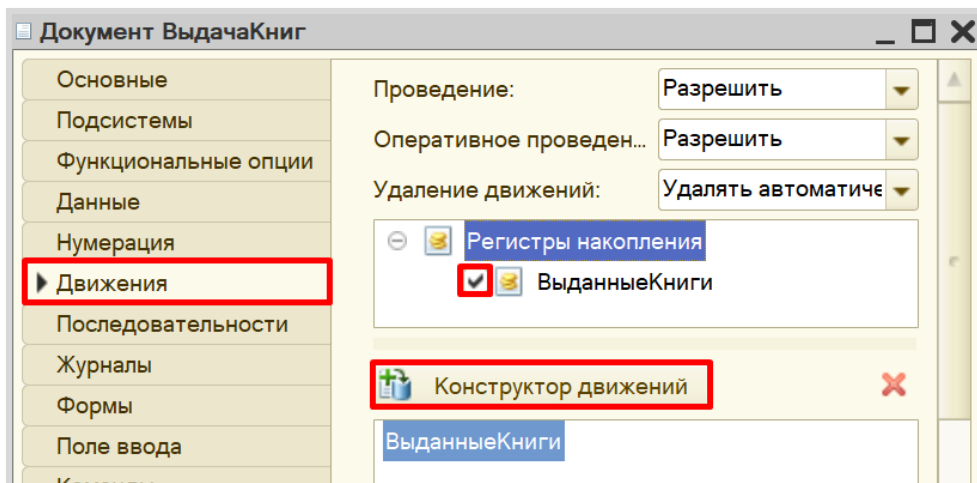 Документ ВыдачаКниг
Основные
Подсистемы
Функциональные опции
Данные
Нумерация
Движения
Последовательности
Журналы
Формы
Поле ввода
Проведение: Разрешить
Оперативное проведен... Разрешить
Удаление движений: Удалять автоматиче
Регистры накопления
ВыданныеКниги
Конструктор движений
ВыданныеКниги